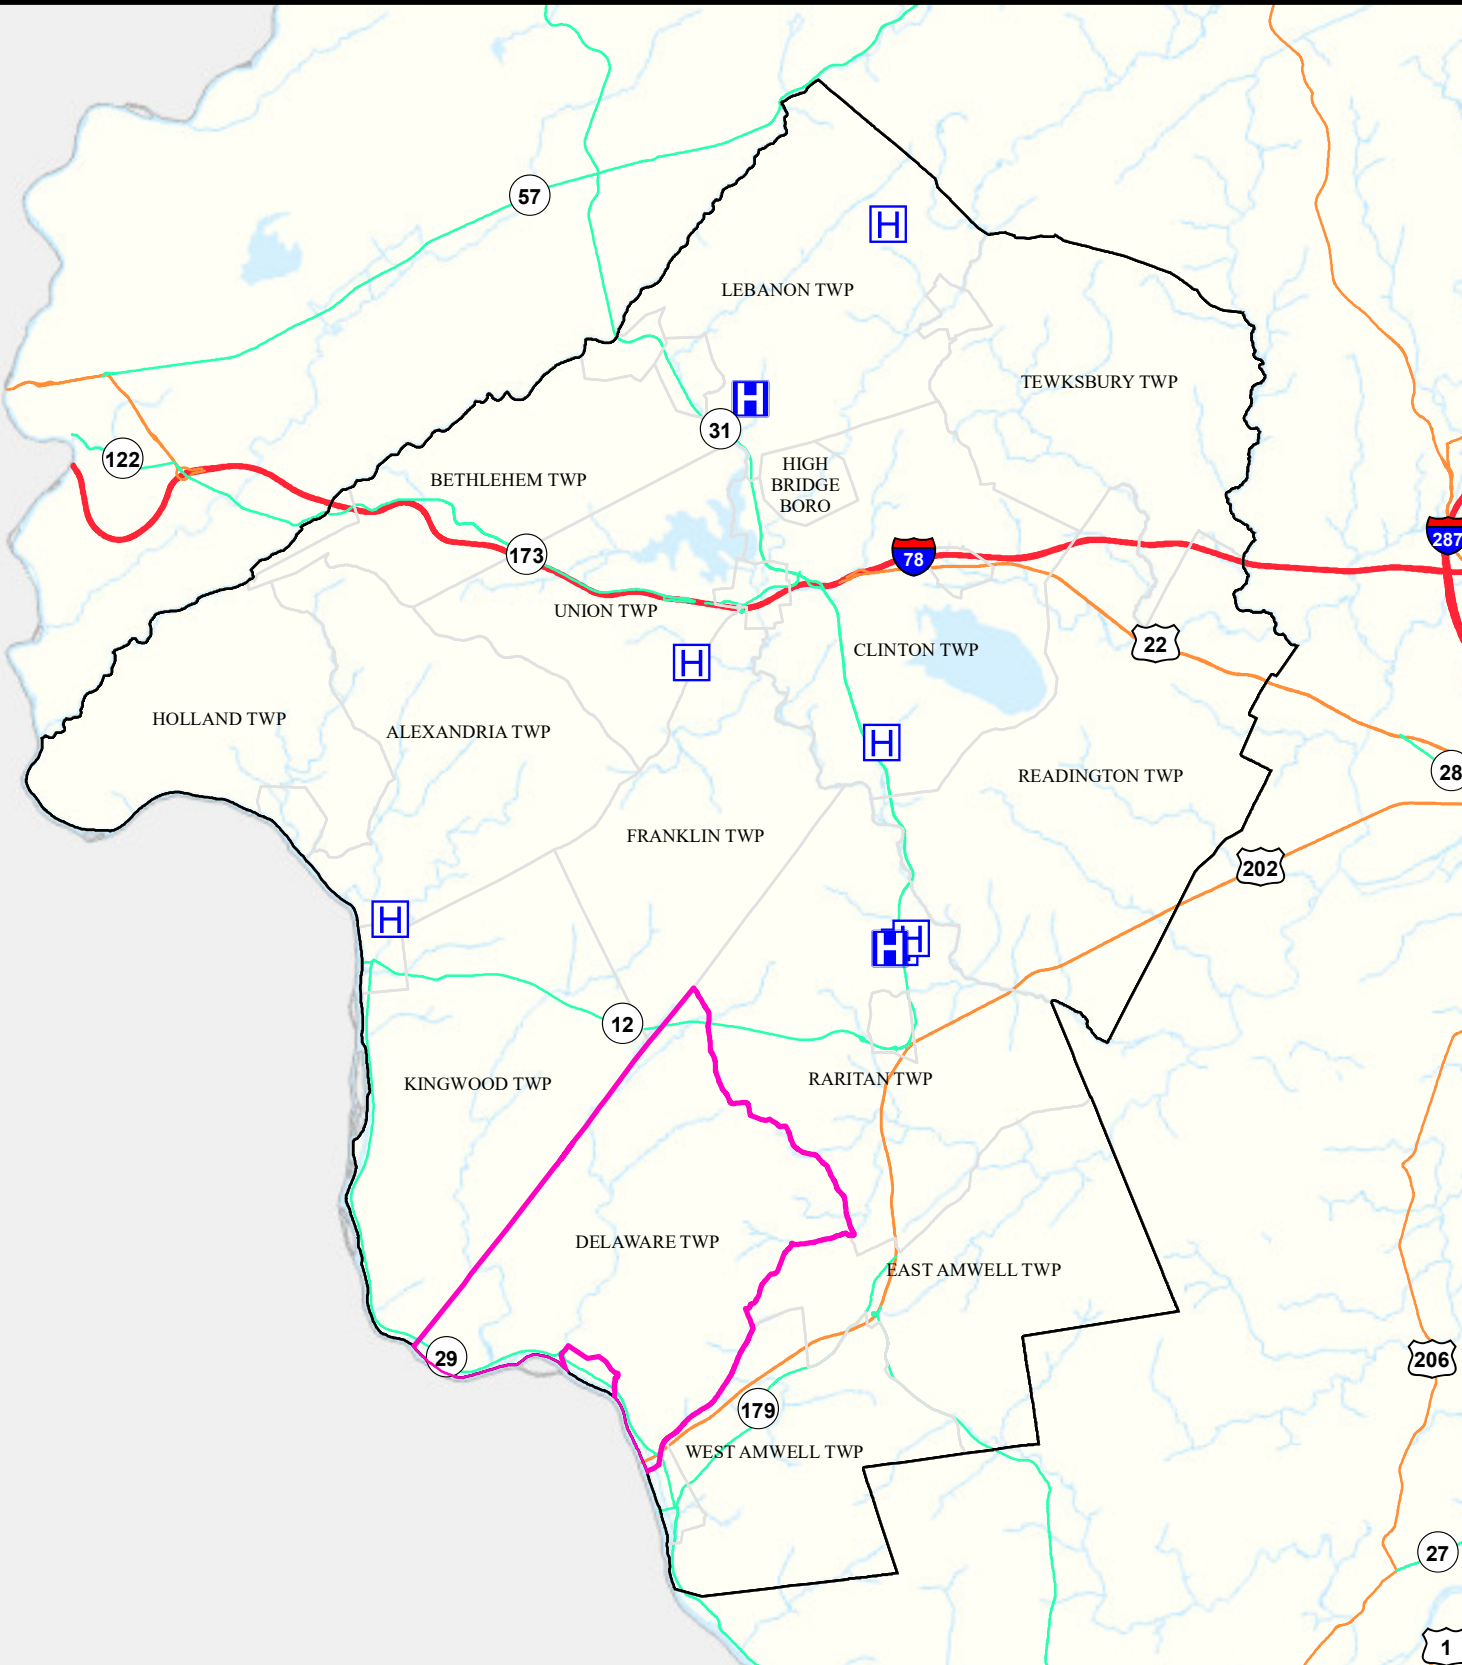 57
H
LEBANON TWP
TEWKSBURY TWP
H
31
122
HIGH
BRIDGE
BORO
BETHLEHEM TWP
287
173
78
UNION TWP
22
CLINTON TWP
H
HOLLAND TWP
ALEXANDRIA TWP
H
READINGTON TWP
28
FRANKLIN TWP
202
H
H
H
12
RARITAN TWP
KINGWOOD TWP
DELAWARE TWP
EAST AMWELL TWP
29
206
179
WEST AMWELL TWP
27
1